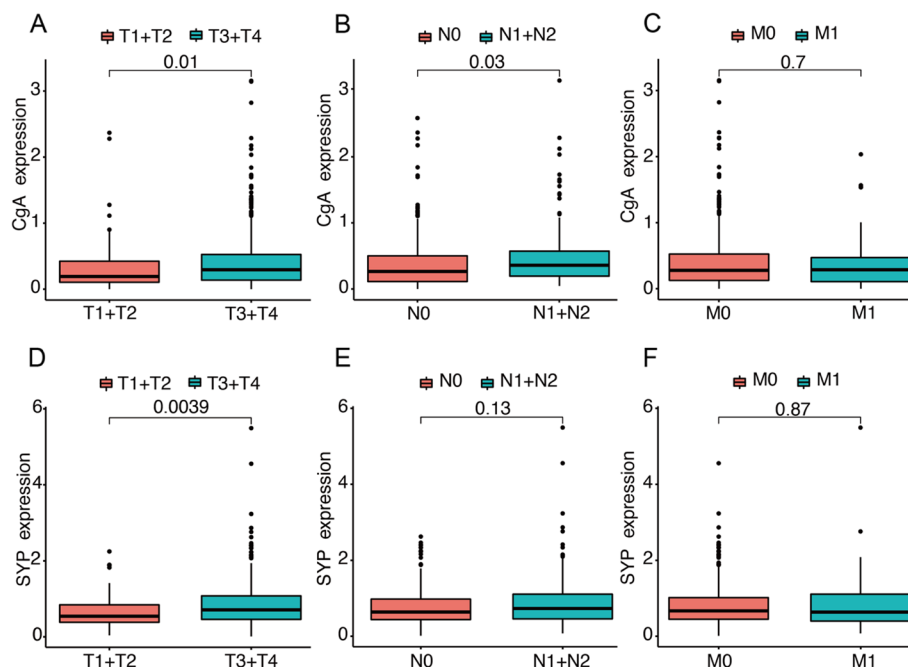 A
T1+T2 T3+T4
0.01
3
2
1
0
CgA expression
T1+T2 T3+T4
B
N0 N1+N2
0.03
3
2
1
0
CgA expression
N0 N1+N2
C
M0 M1
0.7
3
2
1
0
CgA expression
M0 M1
D
T1+T2 T3+T4
0.0039
6
4
2
0
SYP expression
T1+T2 T3+T4
E
N0 N1+N2
0.13
6
4
2
0
SYP expression
N0 N1+N2
F
M0 M1
0.87
6
4
2
0
SYP expression
M0 M1